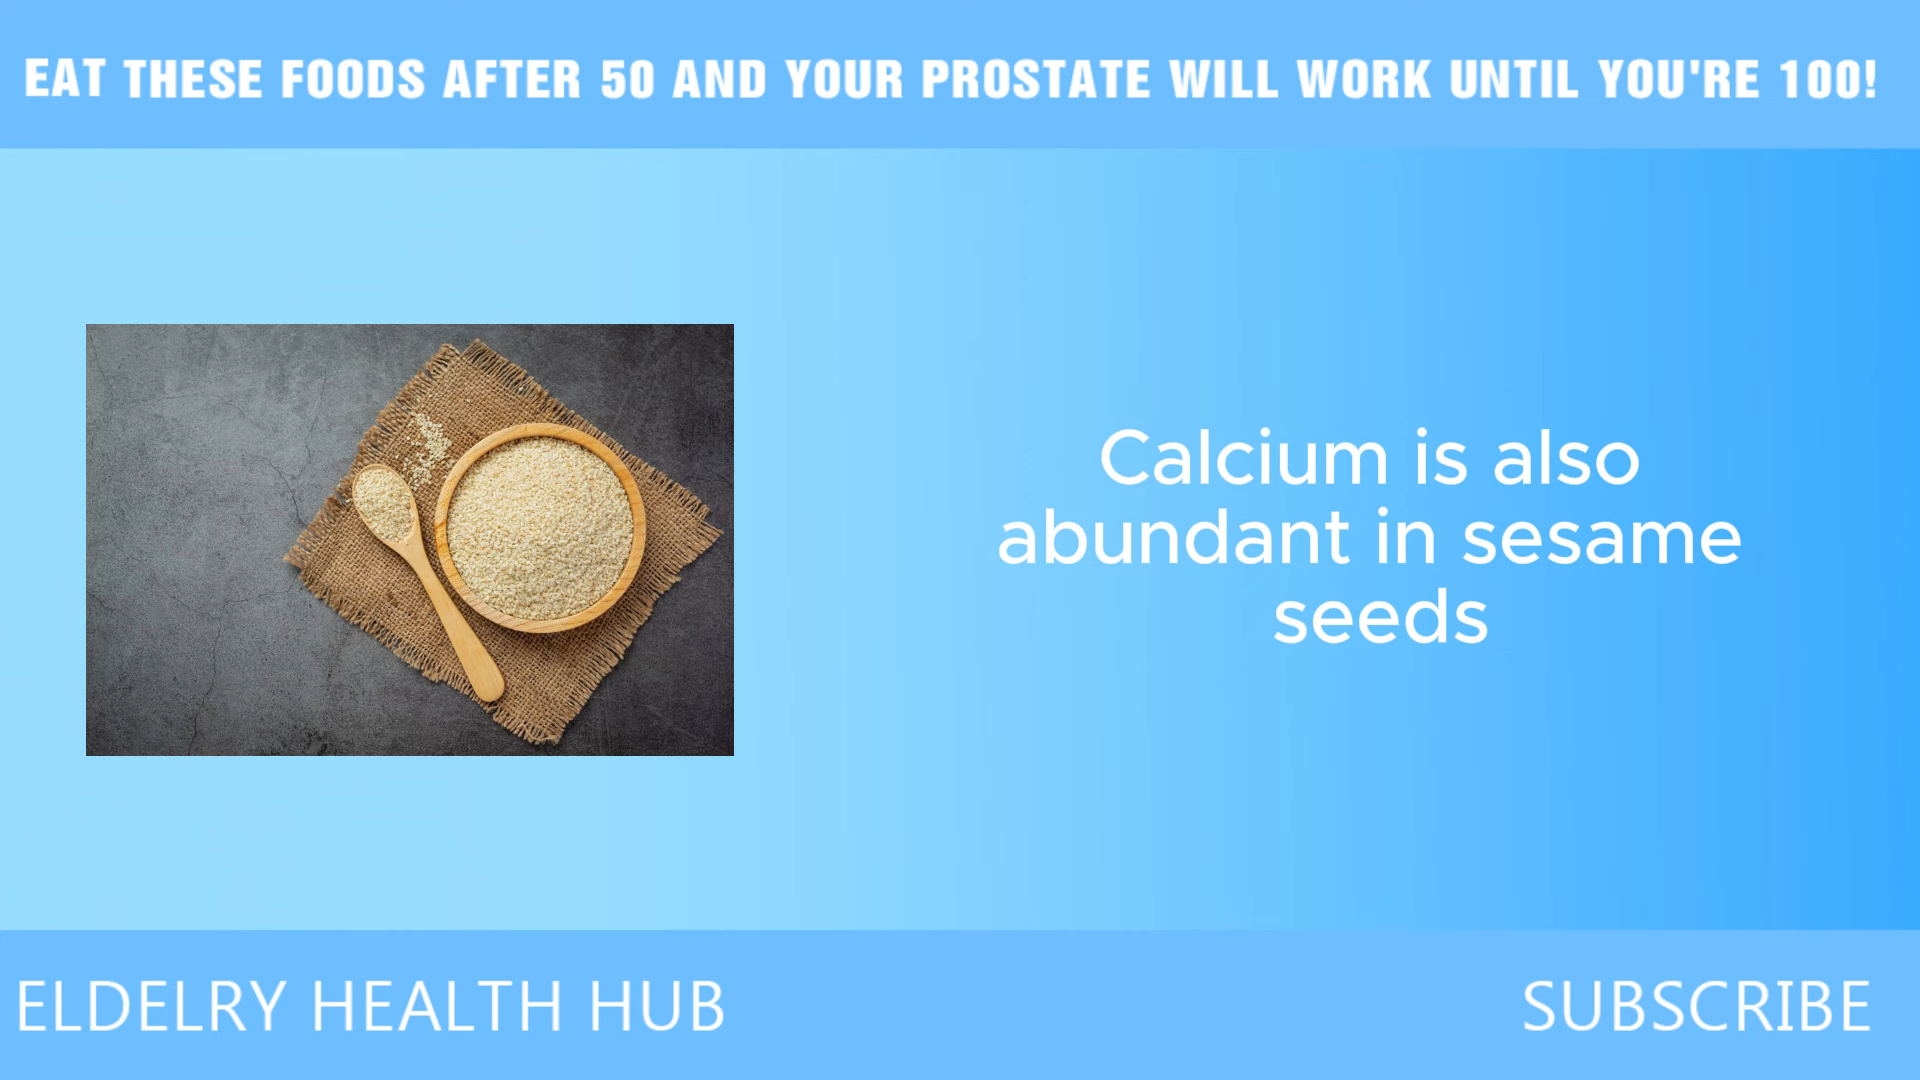 EAT THESE FOODS AFTER 50 AND YOUR PROSTATE WILL WORK UNTIL YOU'RE 100!
Calcium is also
abundant in sesame
seeds
ELDELRY HEALTH HUB
SUBSCRIBE